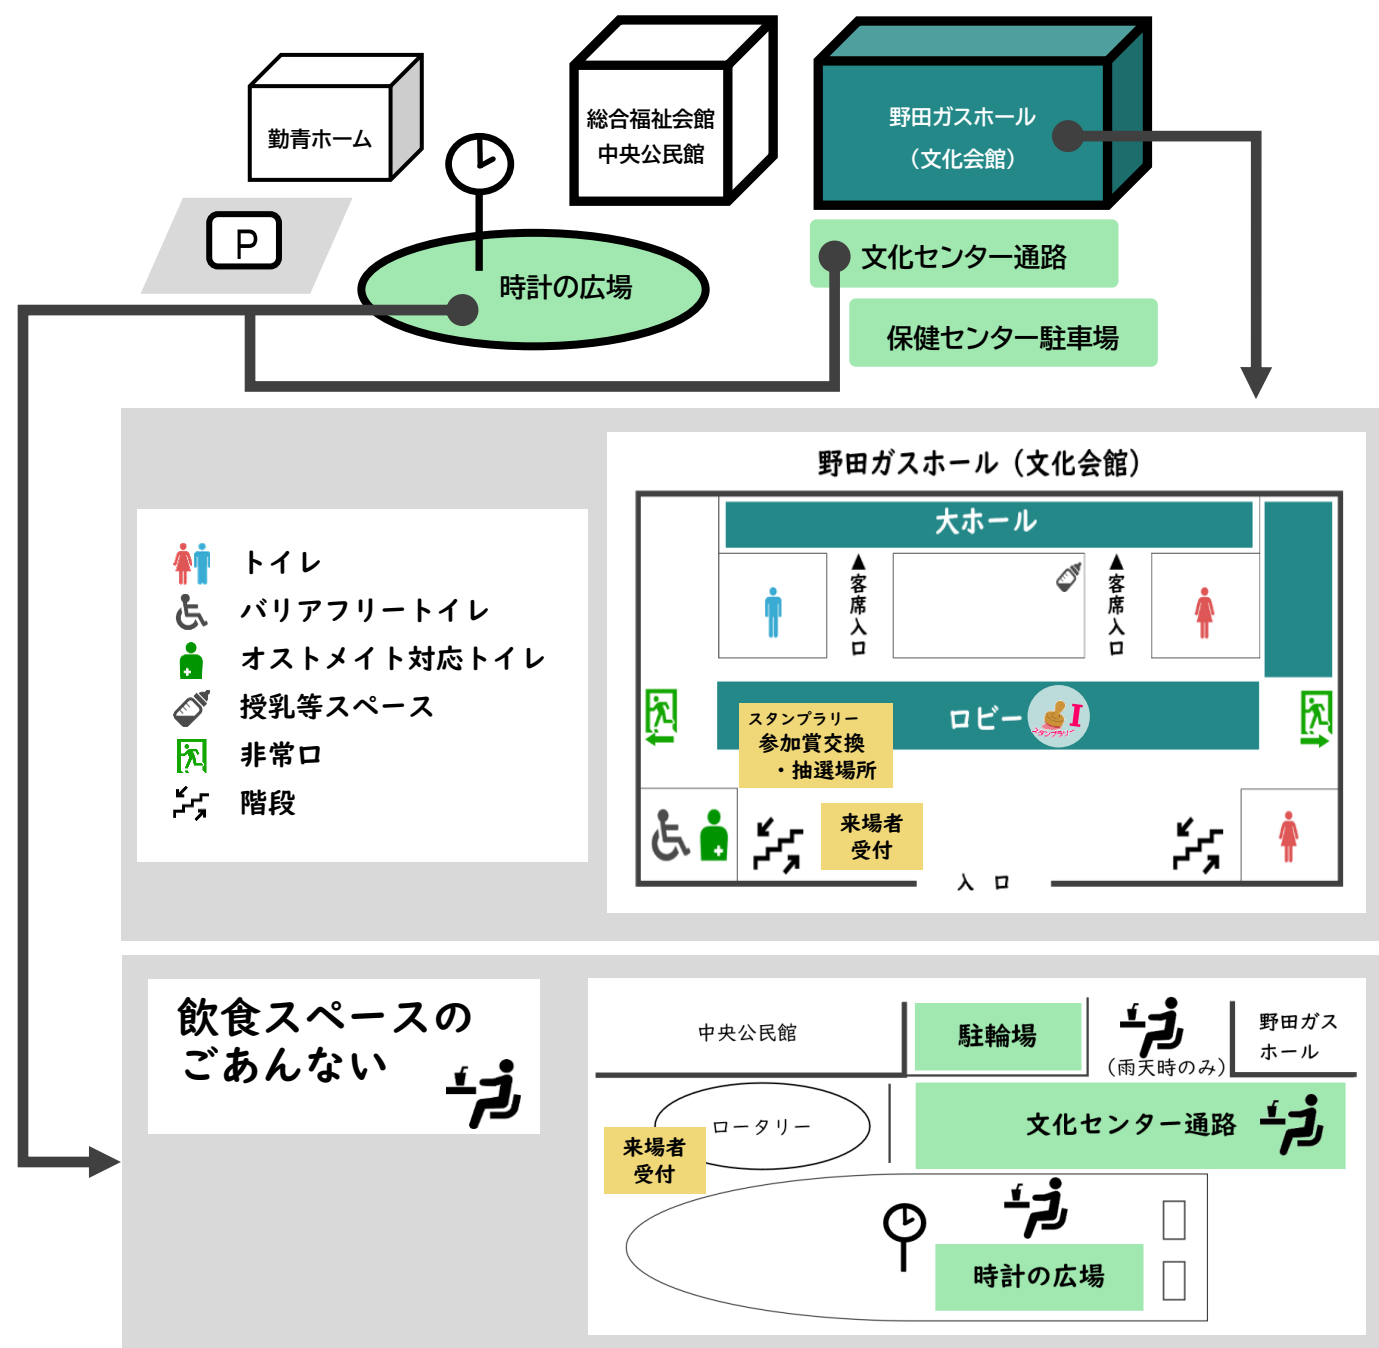 勤青ホーム
総合福祉会館
中央公民館
野田ガスホール
（文化会館）
P
時計の広場
文化センター通路
保健センター駐車場
野田ガスホール（文化会館）
トイレ
バリアフリートイレ
オストメイト対応トイレ
授乳等スペース
非常口
階段
大ホール
▲客席入口
▲客席入口
ロビー
I
スタンプラリー
スタンプラリー
参加賞交換
・抽選場所
来場者
受付
入 口
飲食スペースの
ごあんない
中央公民館
駐輪場
（雨天時のみ）
野田ガス
ホール
ロータリー
文化センター通路
来場者
受付
時計の広場